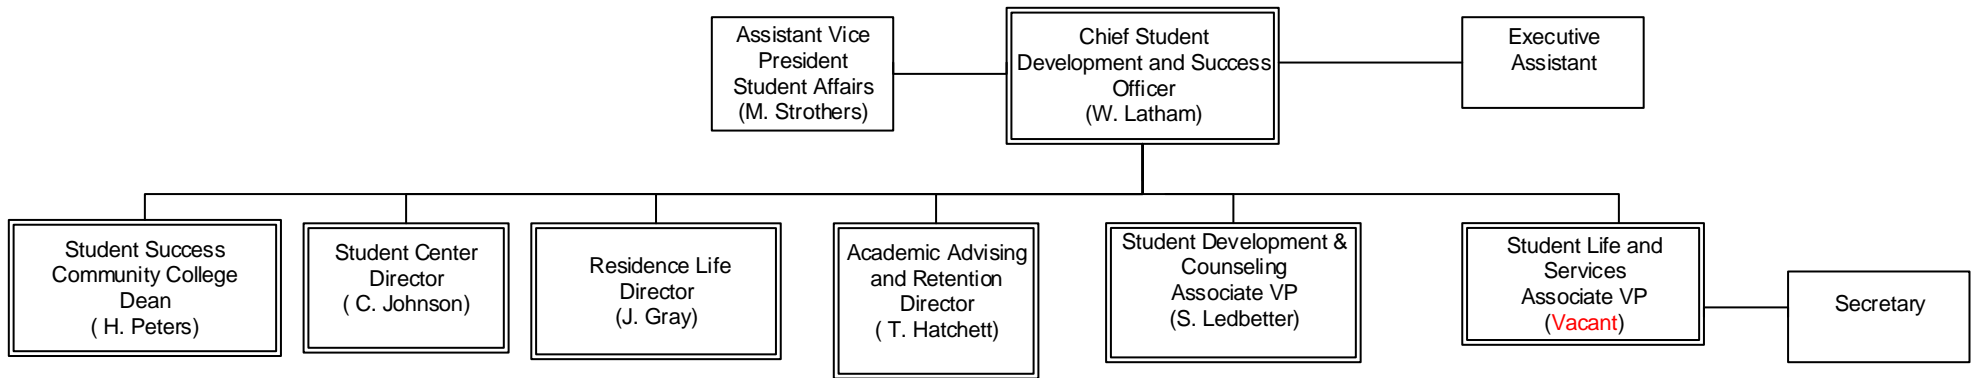 Assistant Vice
President
Student Affairs
(M. Strothers)
Chief Student
Development and Success
Officer
(W. Latham)
Executive
Assistant
Student Success
Community College
Dean
( H. Peters)
Student Center
Director
( C. Johnson)
Residence Life
Director
(J. Gray)
Academic Advising
and Retention
Director
( T. Hatchett)
Student Development &
Counseling
Associate VP
(S. Ledbetter)
Student Life and
Services
Associate VP
(Vacant)
Secretary